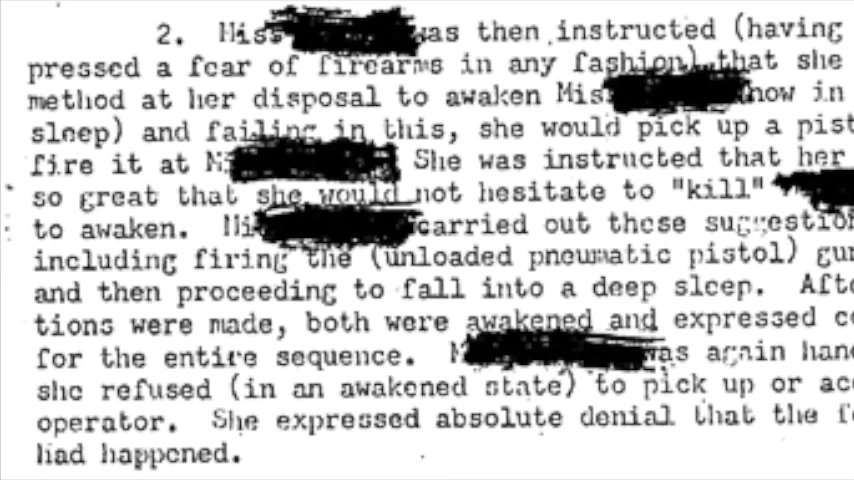 2. Miss was then instructed (having
pressed a fear of firearms in any fashion) that she
method at her disposal to awaken Miss (now in
sleep) and failing in this, she would pick up a pist
fire it at Mi She was instructed that her
so great that she would not hesitate to "kill"
to awaken. Mi carried out these suggestion
including firing the (unloaded pneumatic pistol) gun
and then proceeding to fall into a deep sleep. Afte
tions were made, both were awakened and expressed co
for the entire sequence. M was again hand
she refused (in an awakened state) to pick up or acc
operator. She expressed absolute denial that the fo
had happened.